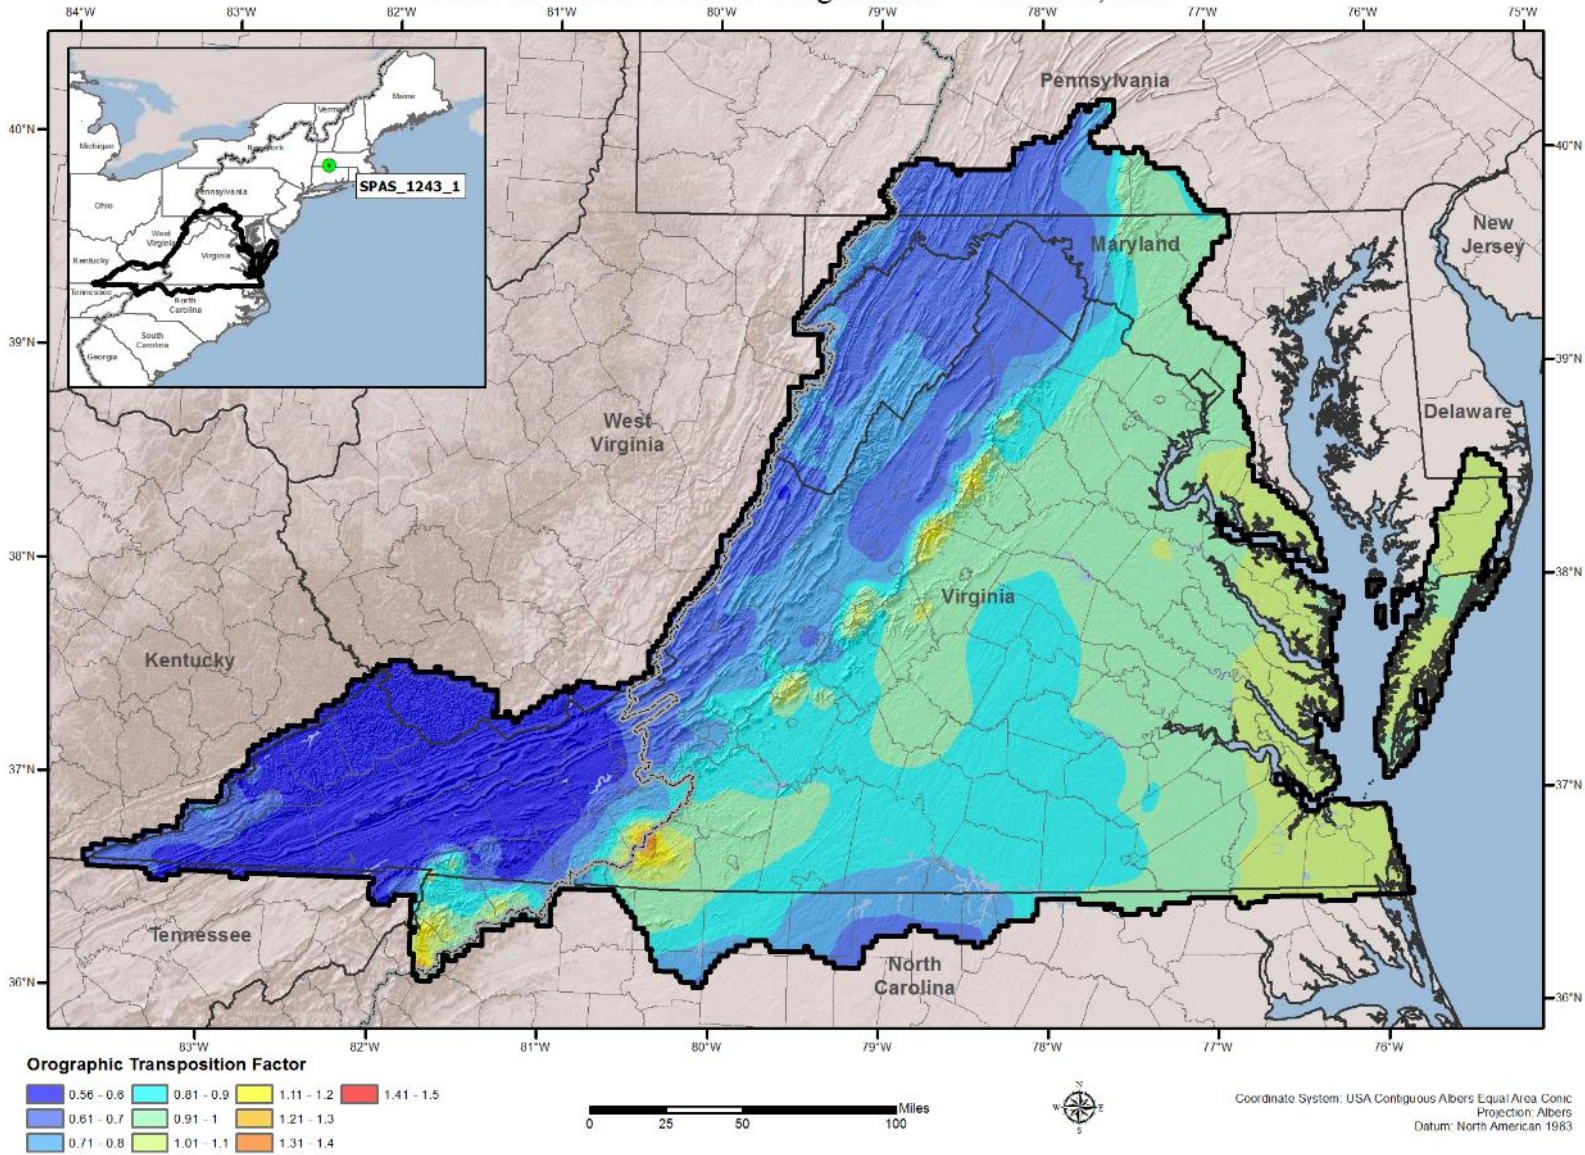 84°W 83°W 82°W 81°W 80°W 79°W 78°W 77°W 76°W 75°W
Maine
Vermont
Michigan
New York
SPAS_1243_1
Pennsylvania
Ohio
West
Virginia
Virginia
Kentucky
Tennessee
North
Carolina
South
Carolina
Georgia
Pennsylvania
Maryland
New
Jersey
Delaware
West
Virginia
Virginia
Kentucky
Tennessee
North
Carolina
40°N
39°N
38°N
37°N
36°N
40°N
39°N
38°N
37°N
36°N
83°W 82°W 81°W 80°W 79°W 78°W 77°W 76°W
Orographic Transposition Factor
0.56 - 0.6 0.81 - 0.9 1.11 - 1.2 1.41 - 1.5
0.61 - 0.7 0.91 - 1 1.21 - 1.3
0.71 - 0.8 1.01 - 1.1 1.31 - 1.4
Miles
0 25 50 100
N
W E
S
Coordinate System: USA Contiguous Albers Equal Area Conic
Projection: Albers
Datum: North American 1983